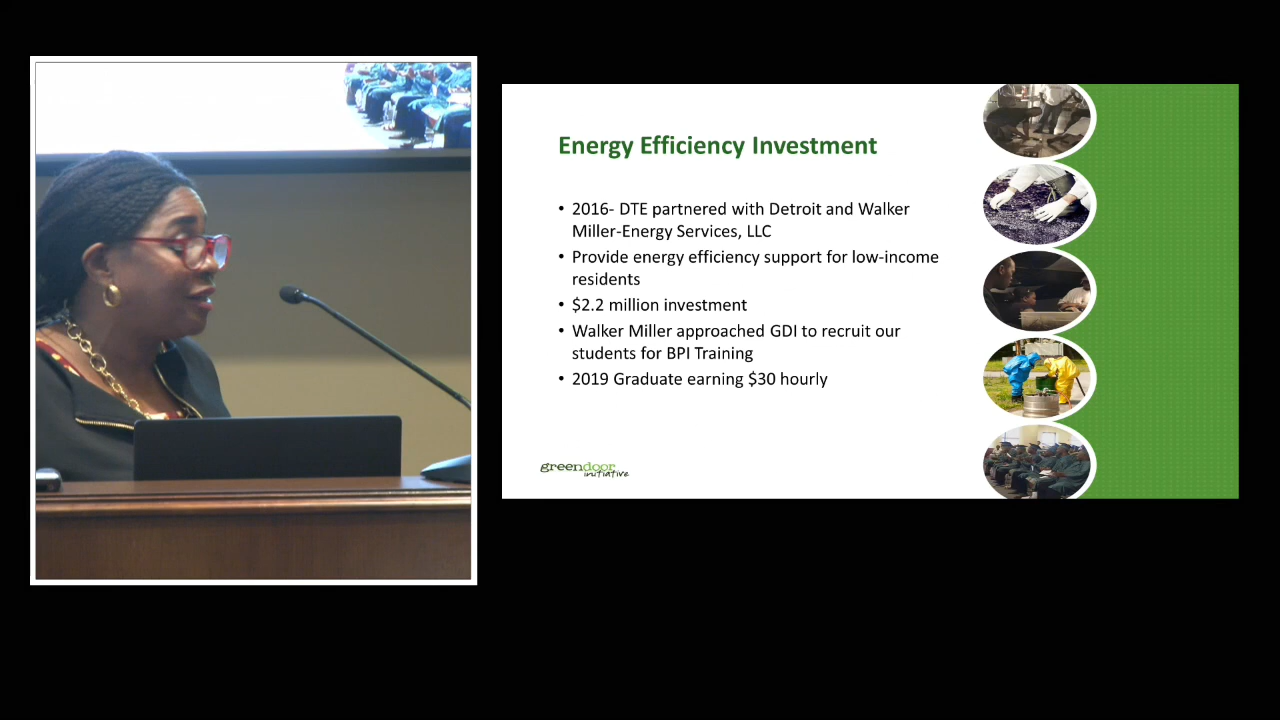 Energy Efficiency Investment
• 2016- DTE partnered with Detroit and Walker
Miller-Energy Services, LLC
• Provide energy efficiency support for low-income
residents
• $2.2 million investment
• Walker Miller approached GDI to recruit our
students for BPI Training
• 2019 Graduate earning $30 hourly
greendoor
initiative